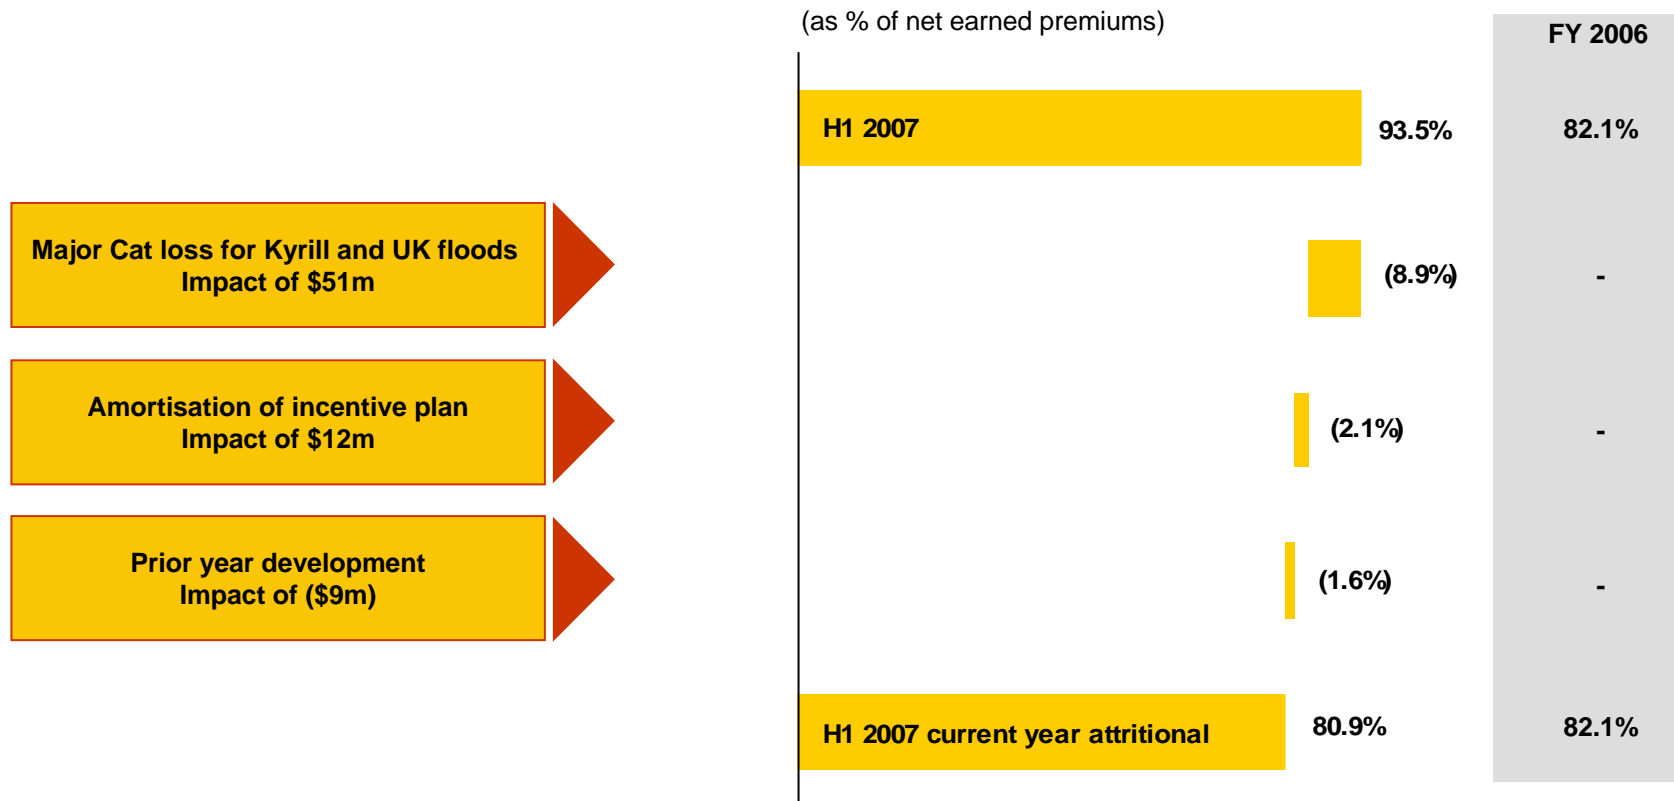 (as % of net earned premiums)
FY 2006
H1 2007
93.5%
82.1%
Major Cat loss for Kyrill and UK floods
Impact of $51m
(8.9%)
-
Amortisation of incentive plan
Impact of $12m
(2.1%)
-
Prior year development
Impact of ($9m)
(1.6%)
-
H1 2007 current year attritional
80.9%
82.1%